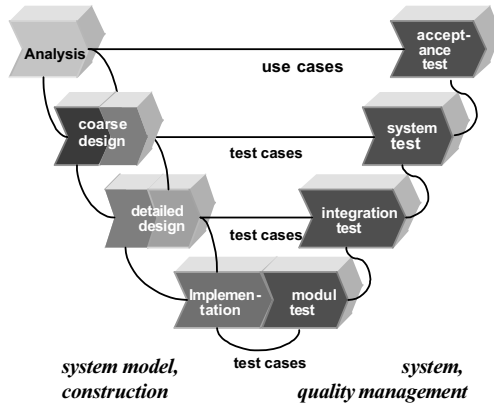 Analysis
accept-
ance
test
use cases
coarse
design
system
test
test cases
detailed
design
integration
test
test cases
Implemen-
tation
modul
test
test cases
system model,
construction
system,
quality management